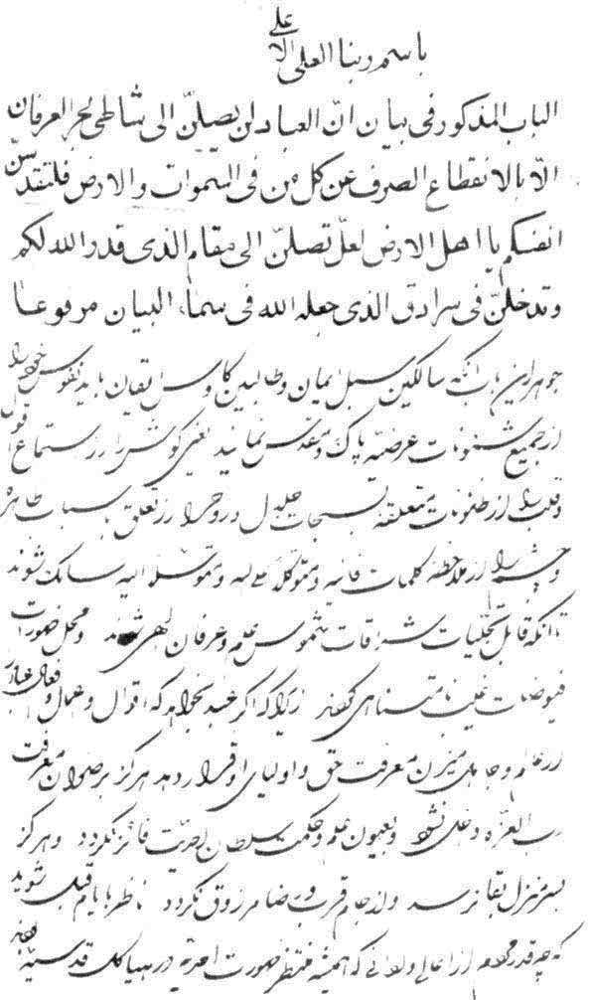 باسم ربنا العلی الاعلی
الباب المذکور فی بیان انّ العباد لن یصلنّ الی شاطی بحر العرفان
الّا بالانقطاع الصرف عن کل من فی السموات والارض فلتقدسنّ
انفسکم یا اهل الارض لعلّ تصلنّ الی مقام الذی قدر الله لکم
و تدخلنّ فی سرادق الذی جعله الله فی سماء البیان مرفوعا
جوهر این باب آنکه سالکین سبل ایمان و طالبین کاوس ایقان باید نفوس خود را
از جمیع شئونات عرضیه پاک و مقدس نمایند یعنی گوش را از استماع اقوال
و قلب را از ظنونات متعلقه بسبحات جلال و روح را از تعلق باسباب ظاهره
و چشم را از ملاحظه کلمات فانیه و متوکلا علی الله و متوسلا الیه سالک شوند
تا آنکه قابل تجلیات اشراقات شموس علم و عرفان الهی شوند و محل ظهورات
فیوضات غیب نامتناهی گردند زیرا که اگر عبد بخواهد که اقوال و اعمال و افعال عباد را
از عالم و جاهل میزان معرفت حق و اولیای او قرار دهد هرگز برضوان معرفت
رب العزه داخل نشود و بعیون علم و حکمت سلطان احدیت فائز نگردد و هرگز
بسر منزل بقا نرسد و از جام قرب و رضا مرزوق نگردد ناظر بایام قبل شوید
که چه قدر مردم از اعالی و ادانی که همیشه منتظر ظهورات احدیه در هیاکل قدسیه